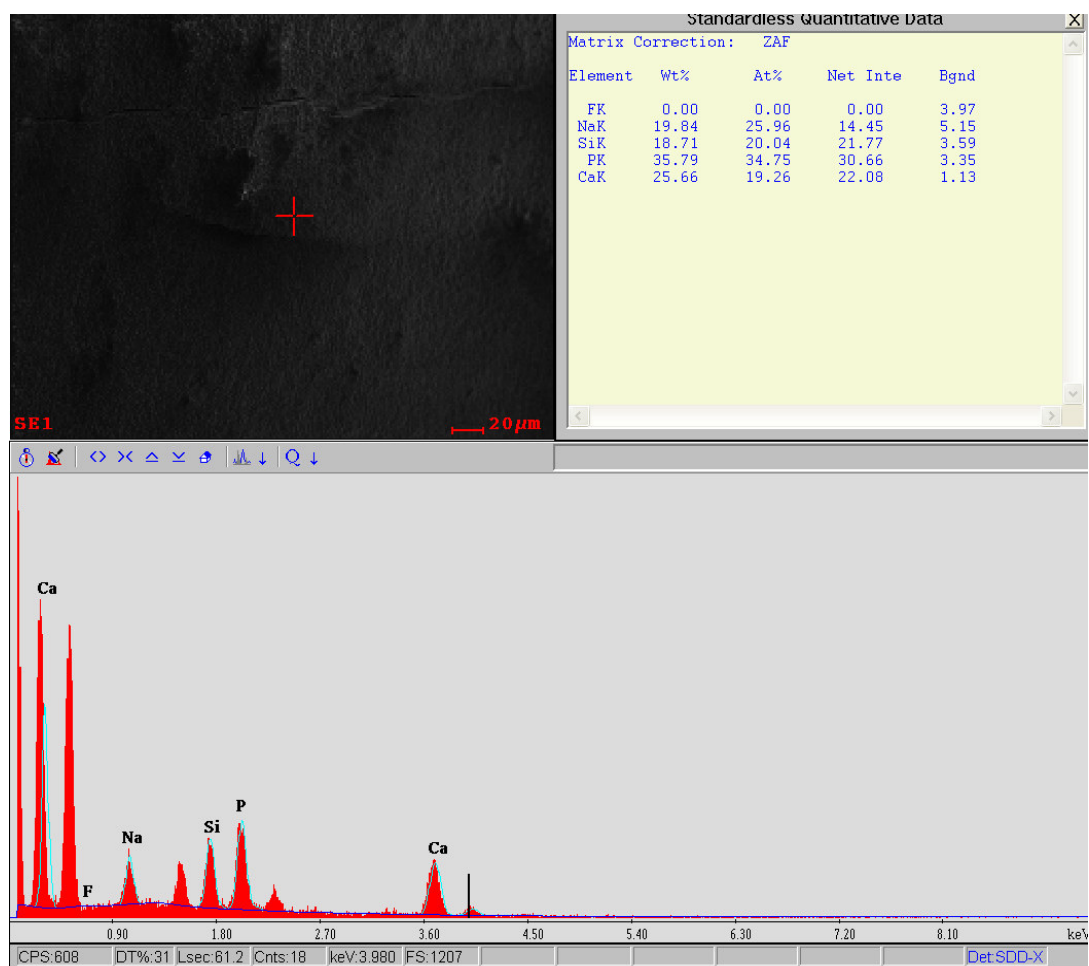 Standardless Quantitative Data X
Matrix Correction: ZAF
Element Wt% At% Net Inte Bgnd
FK 0.00 0.00 0.00 3.97
NaK 19.84 25.96 14.45 5.15
SiK 18.71 20.04 21.77 3.59
PK 35.79 34.75 30.66 3.35
CaK 25.66 19.26 22.08 1.13
SE1 20µm
Q
Ca
P
Si
Na
Ca
F
0.90 1.80 2.70 3.60 4.50 5.40 6.30 7.20 8.10 keV
CPS:608 DT%:31 Lsec:61.2 Cnts:18 keV:3.980 FS:1207 Det:SDD-X